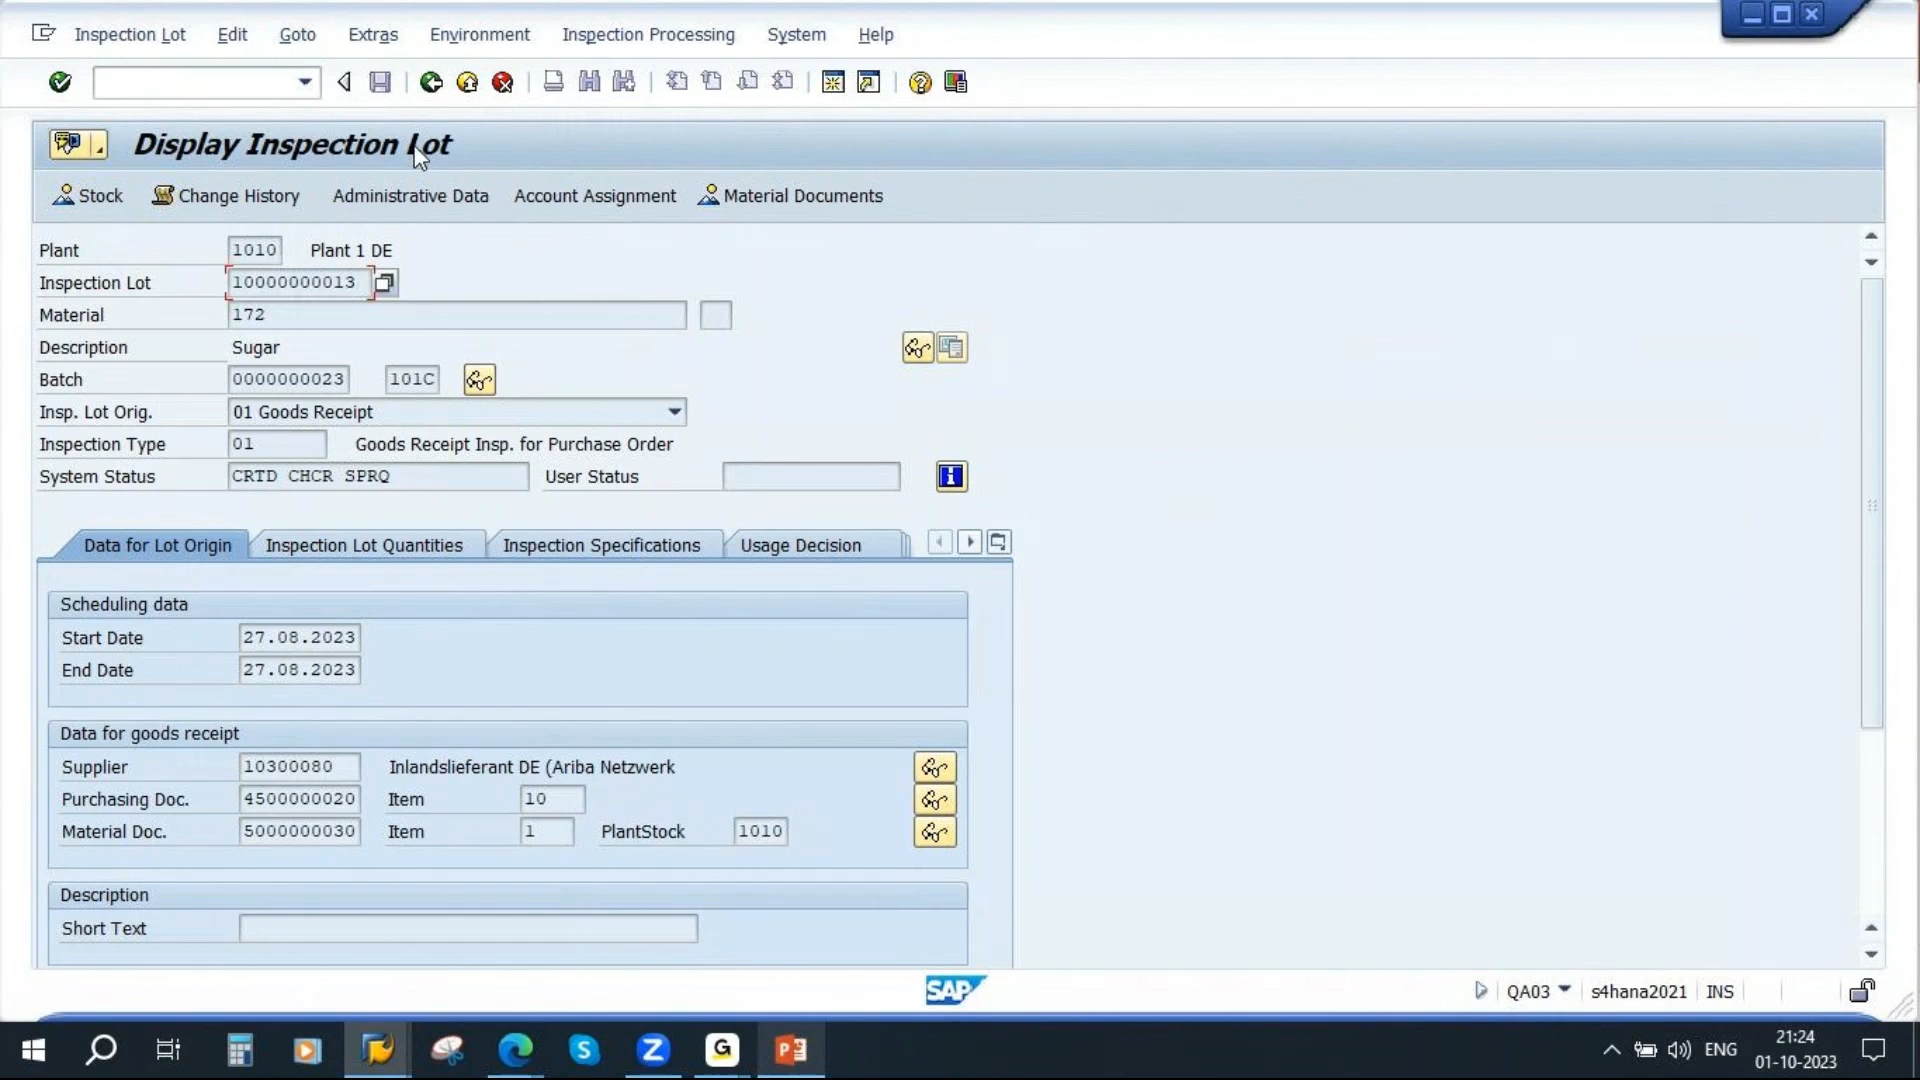 Inspection Lot Edit Goto Extras Environment Inspection Processing System Help
Display Inspection Lot
Stock Change History Administrative Data Account Assignment Material Documents
Plant 1010 Plant 1 DE
Inspection Lot 10000000013
Material 172
Description Sugar
Batch 0000000023 101C
Insp. Lot Orig. 01 Goods Receipt
Inspection Type 01 Goods Receipt Insp. for Purchase Order
System Status CRTD CHCR SPRQ User Status
Data for Lot Origin Inspection Lot Quantities Inspection Specifications Usage Decision
Scheduling data
Start Date 27.08.2023
End Date 27.08.2023
Data for goods receipt
Supplier 10300080 Inlandslieferant DE (Ariba Netzwerk
Purchasing Doc. 4500000020 Item 10
Material Doc. 5000000030 Item 1 PlantStock 1010
Description
Short Text
SAP QA03 s4hana2021 INS
ENG 21:24
01-10-2023